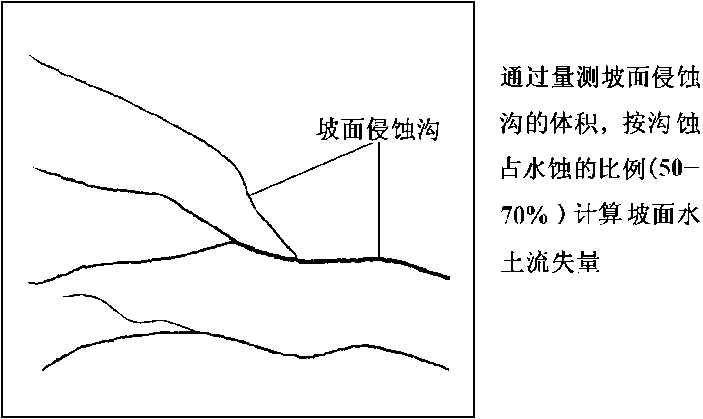 坡面侵蚀沟
通过量测坡面侵蚀
沟的体积，按沟蚀
占水蚀的比例(50-
70%）计算坡面水
土流失量